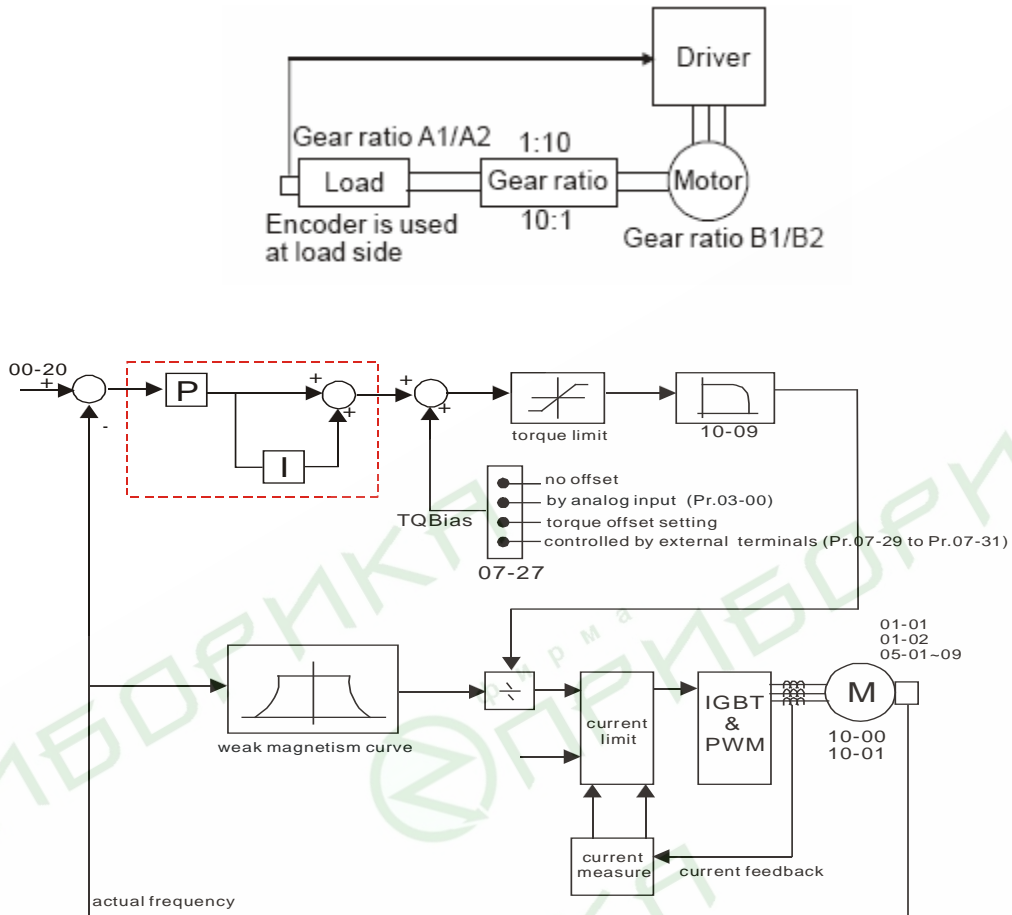 Driver
Gear ratio A1/A2
1:10
Load
Gear ratio
Motor
Encoder is used
at load side
10:1
Gear ratio B1/B2
00-20
+
-
P
I
+
+
+
+
torque limit
10-09
TQBias
no offset
by analog input (Pr.03-00)
torque offset setting
controlled by external terminals (Pr.07-29 to Pr.07-31)
07-27
01-01
01-02
05-01~09
weak magnetism curve
÷
current
limit
IGBT
&
PWM
M
10-00
10-01
current
measure
current feedback
actual frequency
ПРИБОРИКА
фирма